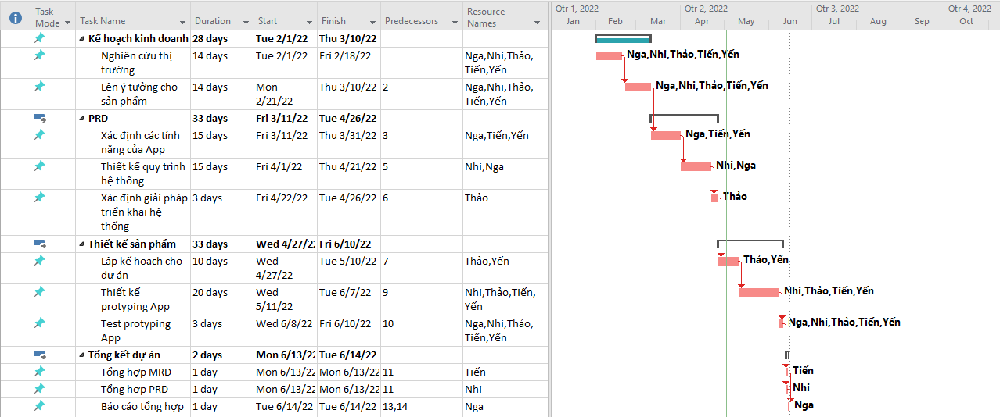 Qtr 1, 2022 Qtr 2, 2022 Qtr 3, 2022 Qtr 4, 2022
Task Mode Task Name Duration Start Finish Predecessors Resource Names Jan Feb Mar Apr May Jun Jul Aug Sep Oct
Kế hoạch kinh doanh 28 days Tue 2/1/22 Thu 3/10/22
Nghiên cứu thị trường 14 days Tue 2/1/22 Fri 2/18/22 Nga,Nhi,Thảo,Tiến,Yến Nga,Nhi,Thảo,Tiến,Yến
Lên ý tưởng cho sản phẩm 14 days Mon 2/21/22 Thu 3/10/22 2 Nga,Nhi,Thảo,Tiến,Yến Nga,Nhi,Thảo,Tiến,Yến
PRD 33 days Fri 3/11/22 Tue 4/26/22
Xác định các tính năng của App 15 days Fri 3/11/22 Thu 3/31/22 3 Nga,Tiến,Yến Nga,Tiến,Yến
Thiết kế quy trình hệ thống 15 days Fri 4/1/22 Thu 4/21/22 5 Nhi,Nga Nhi,Nga
Xác định giải pháp triển khai hệ thống 3 days Fri 4/22/22 Tue 4/26/22 6 Thảo Thảo
Thiết kế sản phẩm 33 days Wed 4/27/22 Fri 6/10/22
Lập kế hoạch cho dự án 10 days Wed 4/27/22 Tue 5/10/22 7 Thảo,Yến Thảo,Yến
Thiết kế protyping App 20 days Wed 5/11/22 Tue 6/7/22 9 Nhi,Thảo,Tiến,Yến Nhi,Thảo,Tiến,Yến
Test protyping App 3 days Wed 6/8/22 Fri 6/10/22 10 Nga,Nhi,Thảo,Tiến,Yến Nga,Nhi,Thảo,Tiến,Yến
Tổng kết dự án 2 days Mon 6/13/22 Tue 6/14/22
Tổng hợp MRD 1 day Mon 6/13/22 Mon 6/13/22 11 Tiến Tiến
Tổng hợp PRD 1 day Mon 6/13/22 Mon 6/13/22 11 Nhi Nhi
Báo cáo tổng hợp 1 day Tue 6/14/22 Tue 6/14/22 13,14 Nga Nga